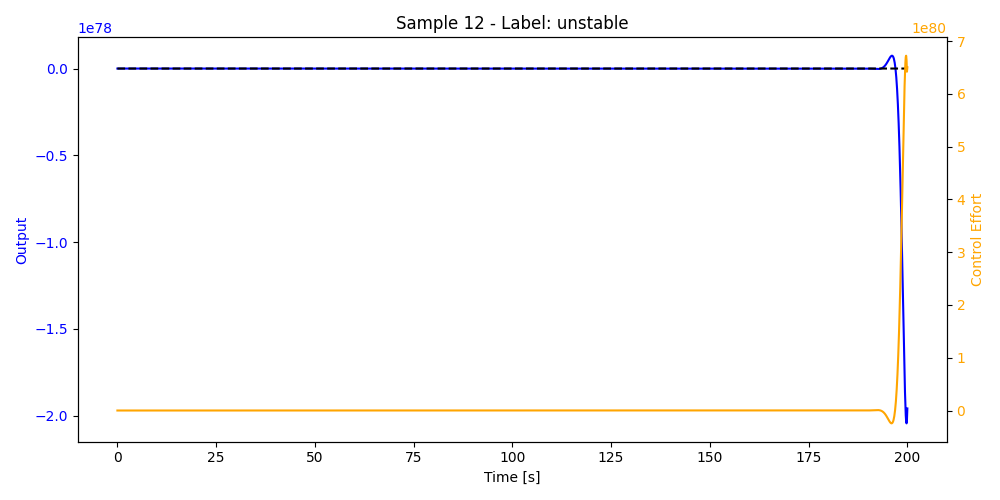 Sample 12 - Label: unstable
1e78
1e80
0.0
−0.5
−1.0
−1.5
−2.0
Output
7
6
5
4
3
2
1
0
Control Effort
0 25 50 75 100 125 150 175 200
Time [s]